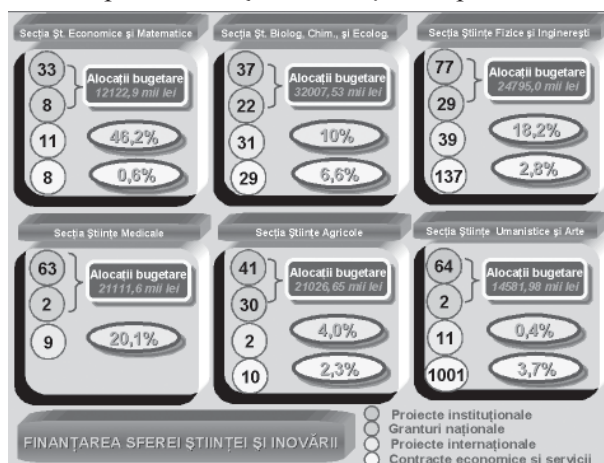 Secția Șt. Economice și Matematice
33
8
Alocații bugetare
12122,9 mii lei
11
46,2%
8
0,6%
Secția Șt. Biolog, Chim., și Ecolog.
37
22
Alocații bugetare
32007,53 mii lei
31
10%
29
6,6%
Secția Științe Fizice si Inginerești
77
29
Alocații bugetare
24795,0 mii lei
39
18,2%
137
2,8%
Secția Științe Medicale
63
2
Alocații bugetare
21111,6 mii lei
9
20,1%
Secția Științe Agricole
41
30
Alocații bugetare
21026,65 mii lei
2
4,0%
10
2,3%
Secția Științe Umanistice și Arte
64
2
Alocații bugetare
14581,98 mii lei
11
0,4%
1001
3,7%
FINANȚAREA SFEREI ȘTIINȚEI ȘI INOVĂRII
Proiecte instituționale
Granturi naționale
Proiecte internaționale
Contracte economice si servicii